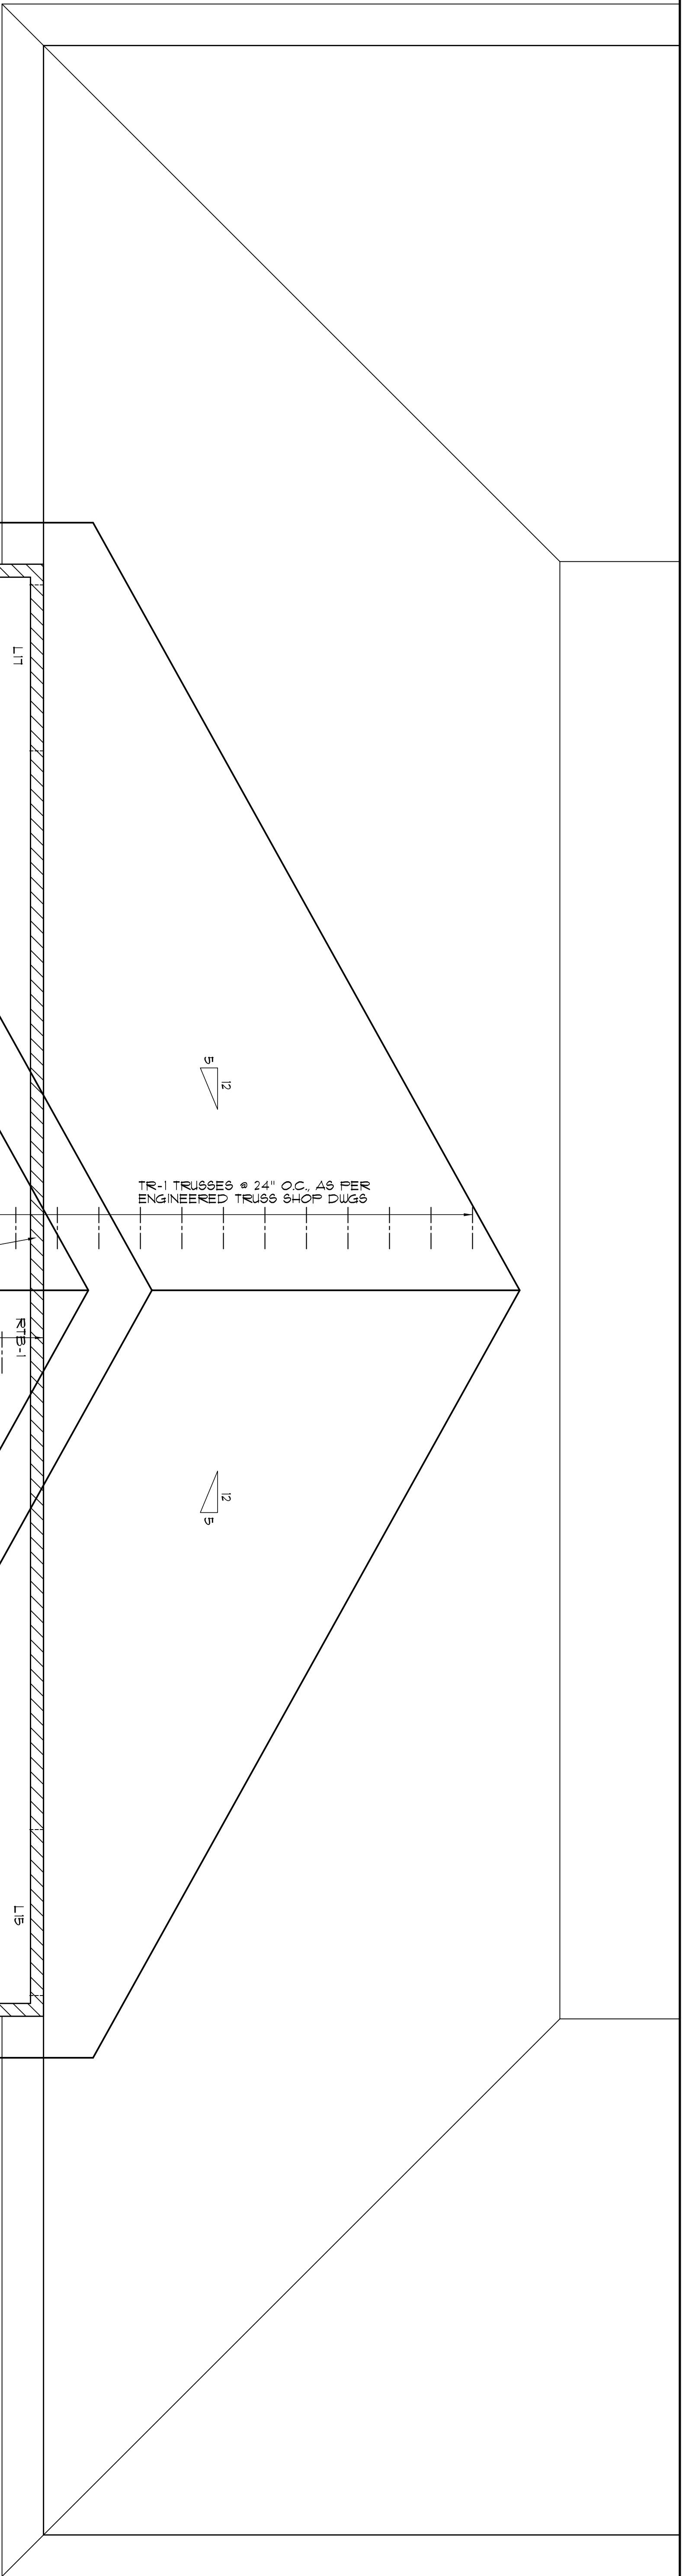 L17
5
12
TR-1 TRUSSES @ 24" O.C., AS PER
ENGINEERED TRUSS SHOP DWGS
RTB-1
12
5
L15